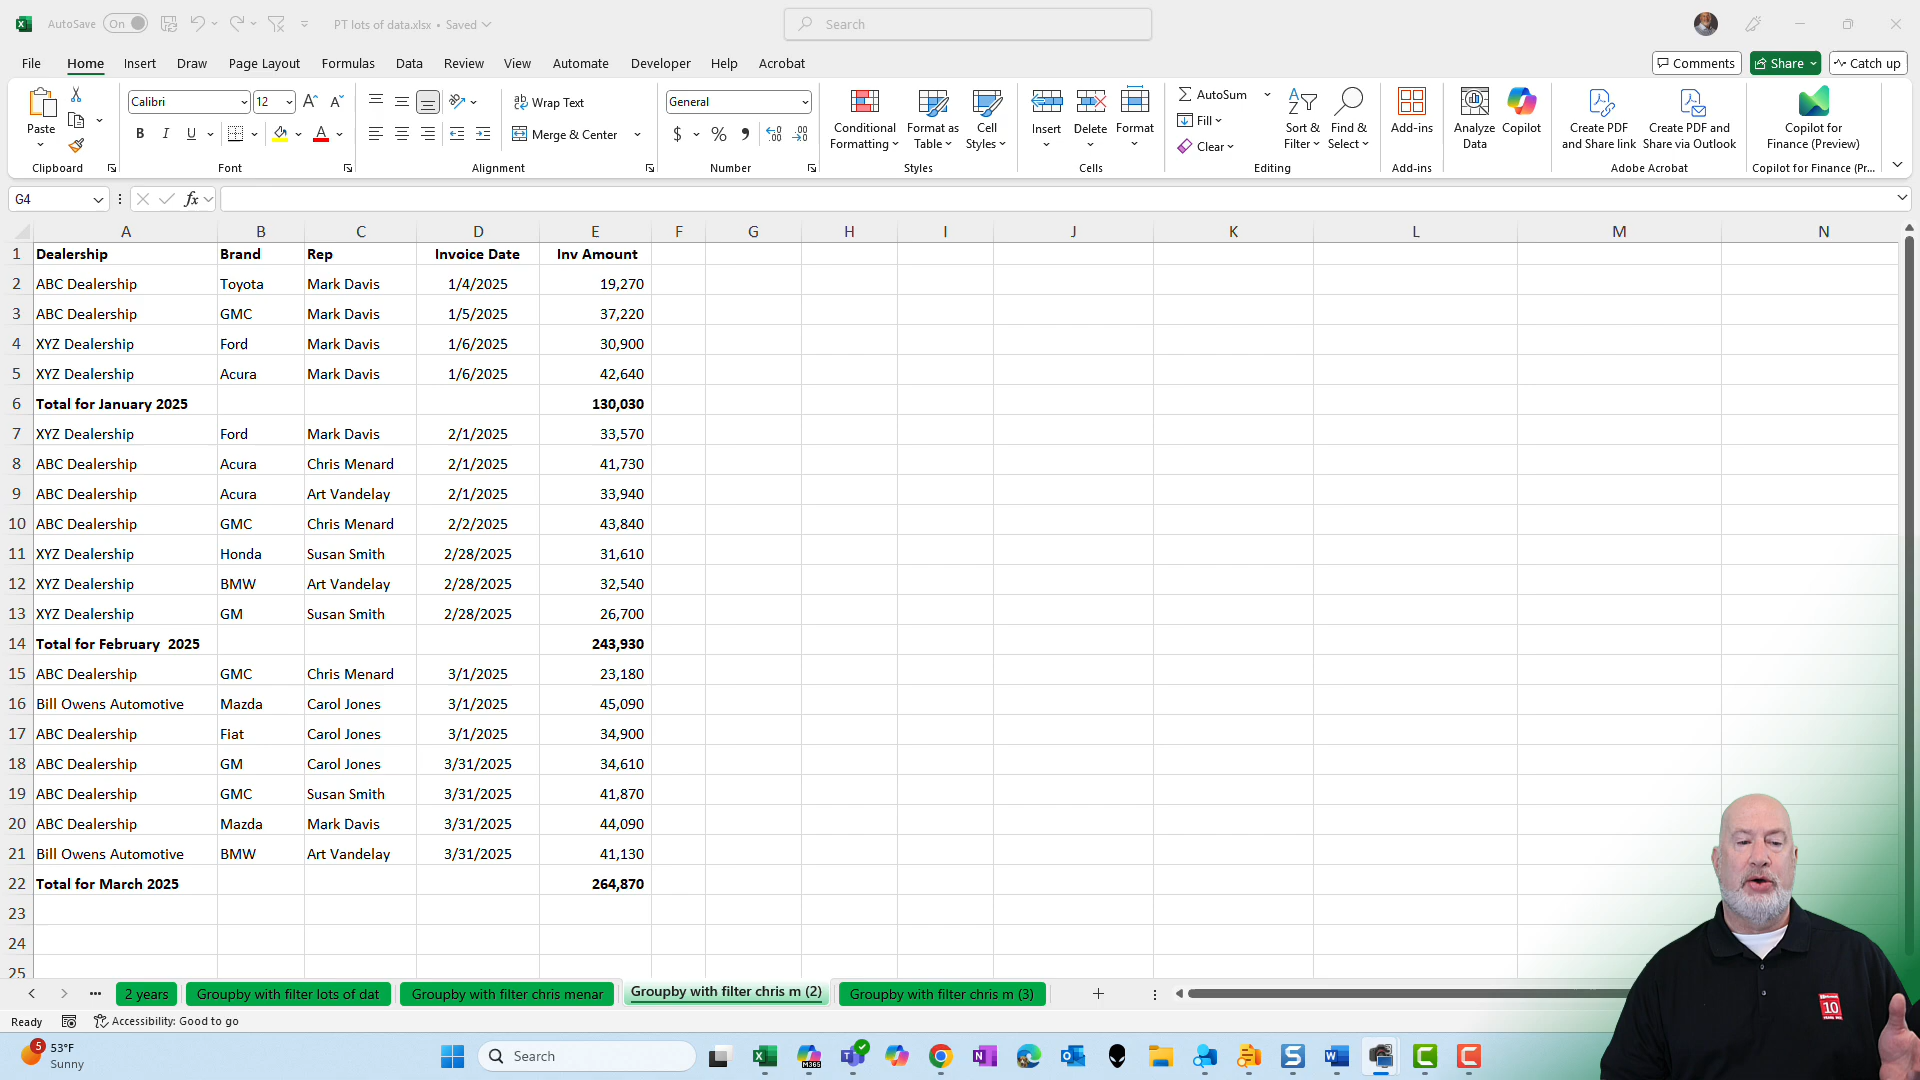 AutoSave On PT lots of data.xlsx • Saved Search
File Home Insert Draw Page Layout Formulas Data Review View Automate Developer Help Acrobat Comments Share Catch up
Paste Calibri 12 Wrap Text General Conditional Formatting Format as Table Cell Styles Insert Delete Format AutoSum Sort & Filter Find & Select Add-ins Analyze Data Copilot Create PDF and Share link Create PDF and Share via Outlook Copilot for Finance (Preview)
B I U A Merge & Center $ % Fill Clear
Clipboard Font Alignment Number Styles Cells Editing Add-ins Adobe Acrobat Copilot for Finance (Pr...
G4 fx
A B C D E F G H I J K L M N
1 Dealership Brand Rep Invoice Date Inv Amount
2 ABC Dealership Toyota Mark Davis 1/4/2025 19,270
3 ABC Dealership GMC Mark Davis 1/5/2025 37,220
4 XYZ Dealership Ford Mark Davis 1/6/2025 30,900
5 XYZ Dealership Acura Mark Davis 1/6/2025 42,640
6 Total for January 2025 130,030
7 XYZ Dealership Ford Mark Davis 2/1/2025 33,570
8 ABC Dealership Acura Chris Menard 2/1/2025 41,730
9 ABC Dealership Acura Art Vandelay 2/1/2025 33,940
10 ABC Dealership GMC Chris Menard 2/2/2025 43,840
11 XYZ Dealership Honda Susan Smith 2/28/2025 31,610
12 XYZ Dealership BMW Art Vandelay 2/28/2025 32,540
13 XYZ Dealership GM Susan Smith 2/28/2025 26,700
14 Total for February  2025 243,930
15 ABC Dealership GMC Chris Menard 3/1/2025 23,180
16 Bill Owens Automotive Mazda Carol Jones 3/1/2025 45,090
17 ABC Dealership Fiat Carol Jones 3/1/2025 34,900
18 ABC Dealership GM Carol Jones 3/31/2025 34,610
19 ABC Dealership GMC Susan Smith 3/31/2025 41,870
20 ABC Dealership Mazda Mark Davis 3/31/2025 44,090
21 Bill Owens Automotive BMW Art Vandelay 3/31/2025 41,130
22 Total for March 2025 264,870
23
24
25
2 years Groupby with filter lots of dat Groupby with filter chris menar Groupby with filter chris m (2) Groupby with filter chris m (3)
Ready Accessibility: Good to go
5 53°F
Sunny
Search
M365
10